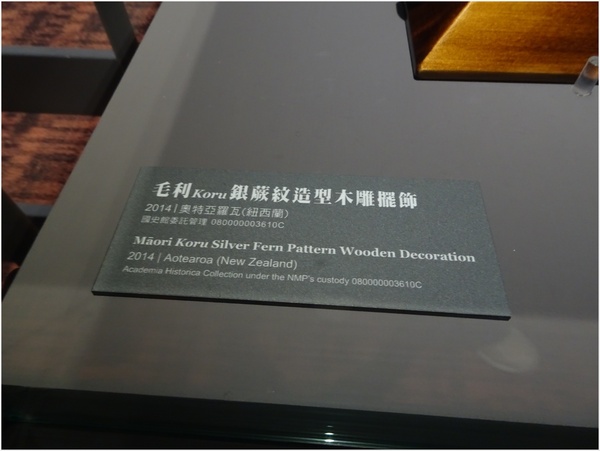 毛利Koru銀蕨紋造型木雕擺飾
2014 | 奧特亞羅瓦(紐西蘭)
國史館委託管理 080000003610C
Māori Koru Silver Fern Pattern Wooden Decoration
2014 | Aotearoa (New Zealand)
Academia Historica Collection under the NMP's custody 080000003610C